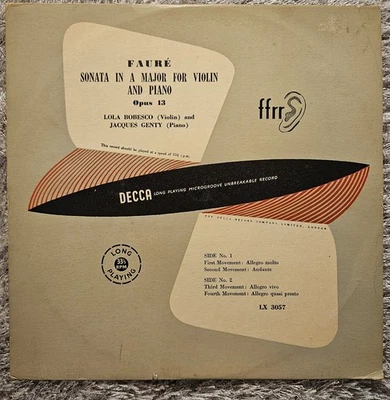 FAURÉ
SONATA IN A MAJOR FOR VIOLIN
AND PIANO
Opus 13
LOLA BOBESCO (Violin) and
JACQUES GENTY (Piano)
ffrr
This record should be played at a speed of 33⅓ r.p.m.
DECCA LONG PLAYING MICROGROOVE UNBREAKABLE RECORD
THE DECCA RECORD COMPANY LIMITED, LONDON
LONG
33⅓
RPM
PLAYING
SIDE No. 1
First Movement: Allegro molto
Second Movement: Andante
SIDE No. 2
Third Movement: Allegro vivo
Fourth Movement: Allegro quasi presto
LX 3057